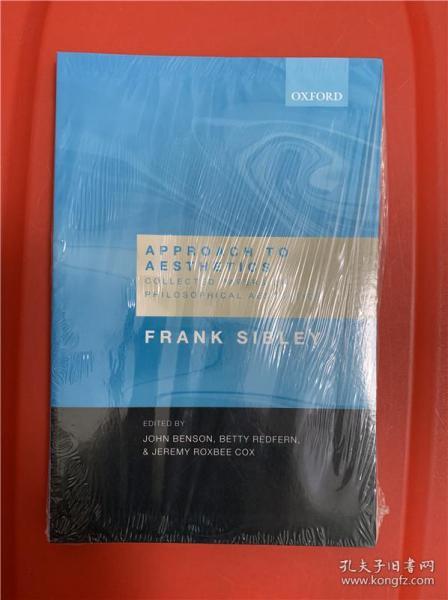 OXFORD
APPROACH TO
AESTHETICS
COLLECTED
PHILOSOPHICAL
FRANK SIBLEY
EDITED BY
JOHN BENSON, BETTY REDFERN,
& JEREMY ROXBEE COX
孔夫子旧书网
www.kongfz.com